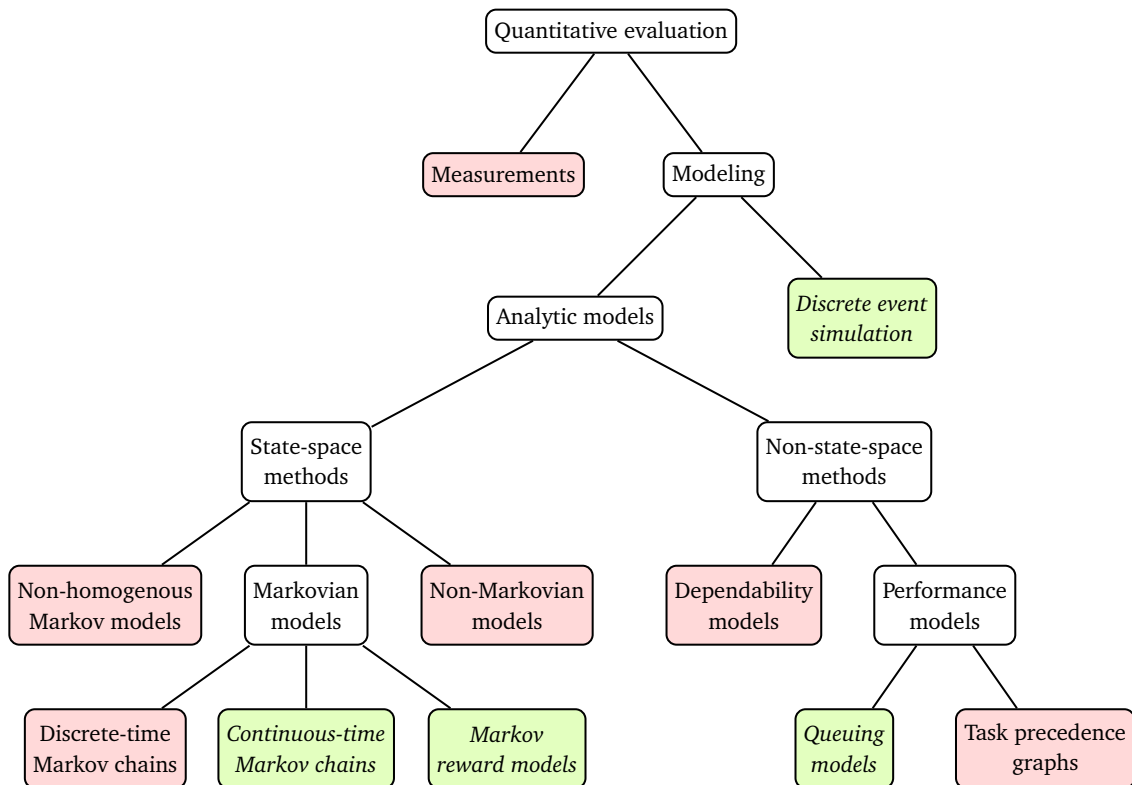 Quantitative evaluation
Measurements
Modeling
Analytic models
Discrete event
simulation
State-space
methods
Non-state-space
methods
Non-homogenous
Markov models
Markovian
models
Non-Markovian
models
Dependability
models
Performance
models
Discrete-time
Markov chains
Continuous-time
Markov chains
Markov
reward models
Queuing
models
Task precedence
graphs